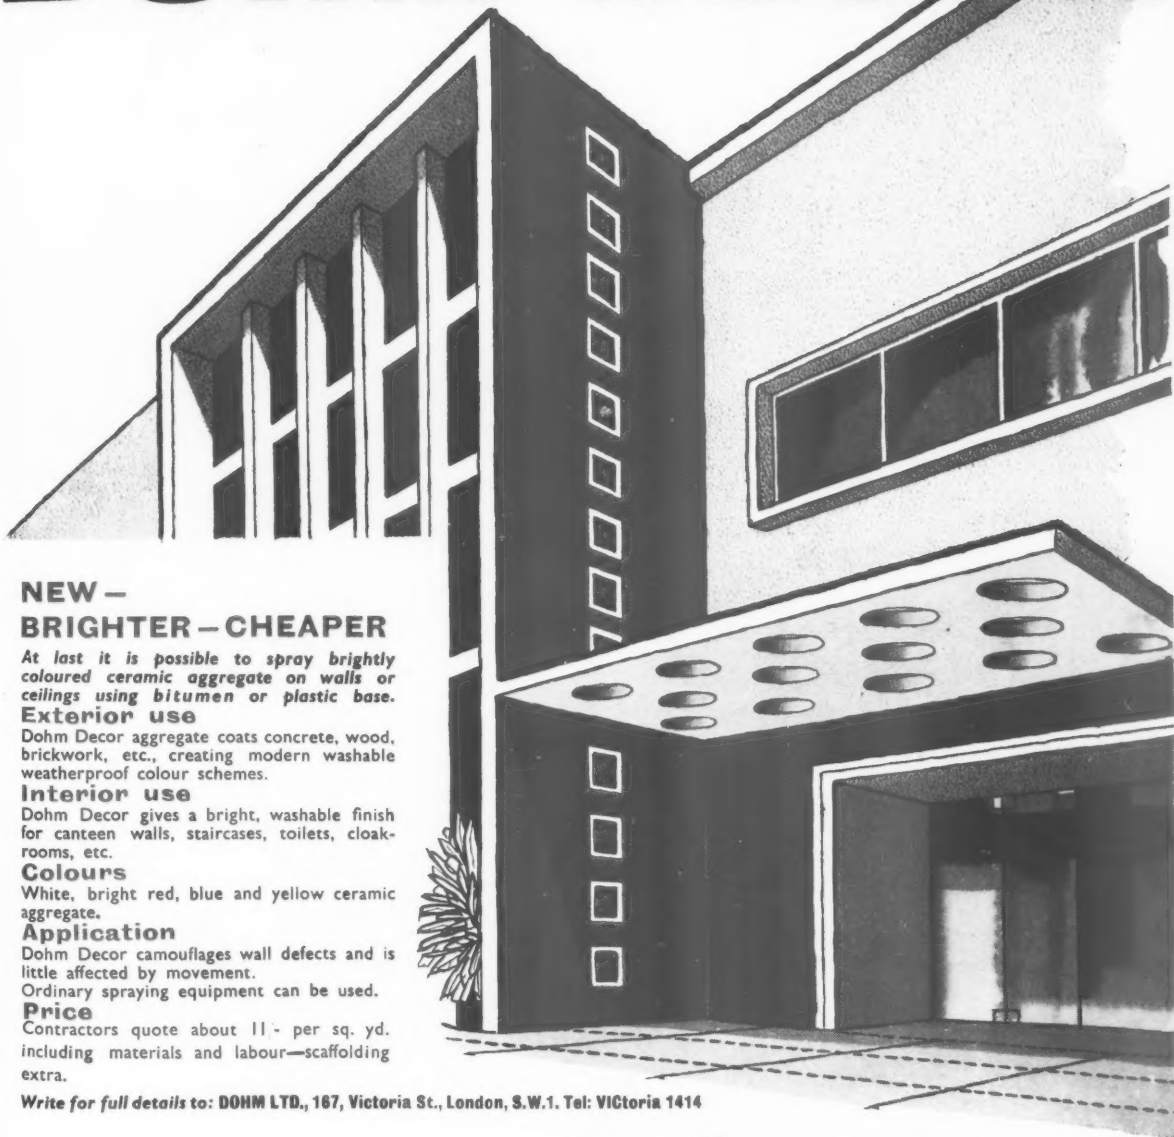 NEW –
BRIGHTER – CHEAPER
At last it is possible to spray brightly
coloured ceramic aggregate on walls or
ceilings using bitumen or plastic base.
Exterior use
Dohm Decor aggregate coats concrete, wood,
brickwork, etc., creating modern washable
weatherproof colour schemes.
Interior use
Dohm Decor gives a bright, washable finish
for canteen walls, staircases, toilets, cloak-
rooms, etc.
Colours
White, bright red, blue and yellow ceramic
aggregate.
Application
Dohm Decor camouflages wall defects and is
little affected by movement.
Ordinary spraying equipment can be used.
Price
Contractors quote about 11/- per sq. yd.
including materials and labour—scaffolding
extra.
Write for full details to: DOHM LTD., 167, Victoria St., London, S.W.1. Tel: VICtoria 1414